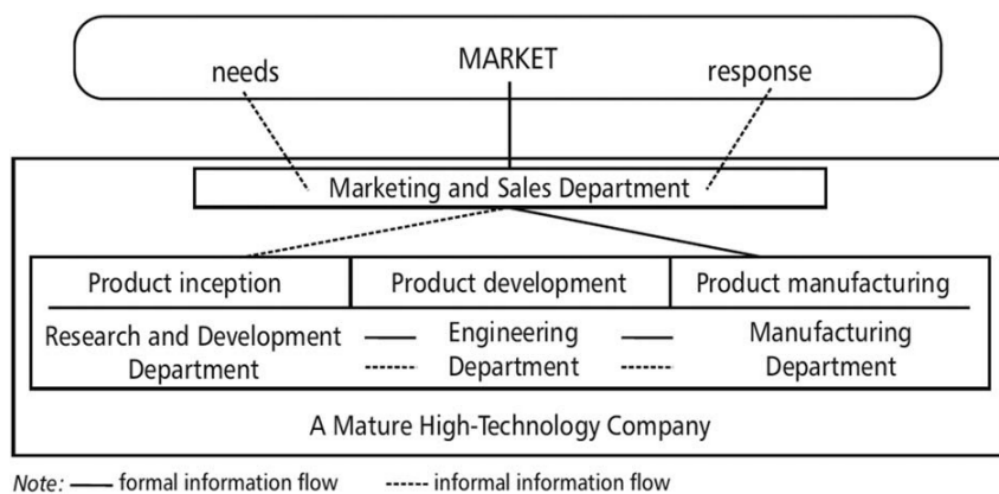 MARKET
needs response
Marketing and Sales Department
Product inception Product development Product manufacturing
Research and Development Engineering Manufacturing
Department Department Department
A Mature High-Technology Company
Note: formal information flow informal information flow